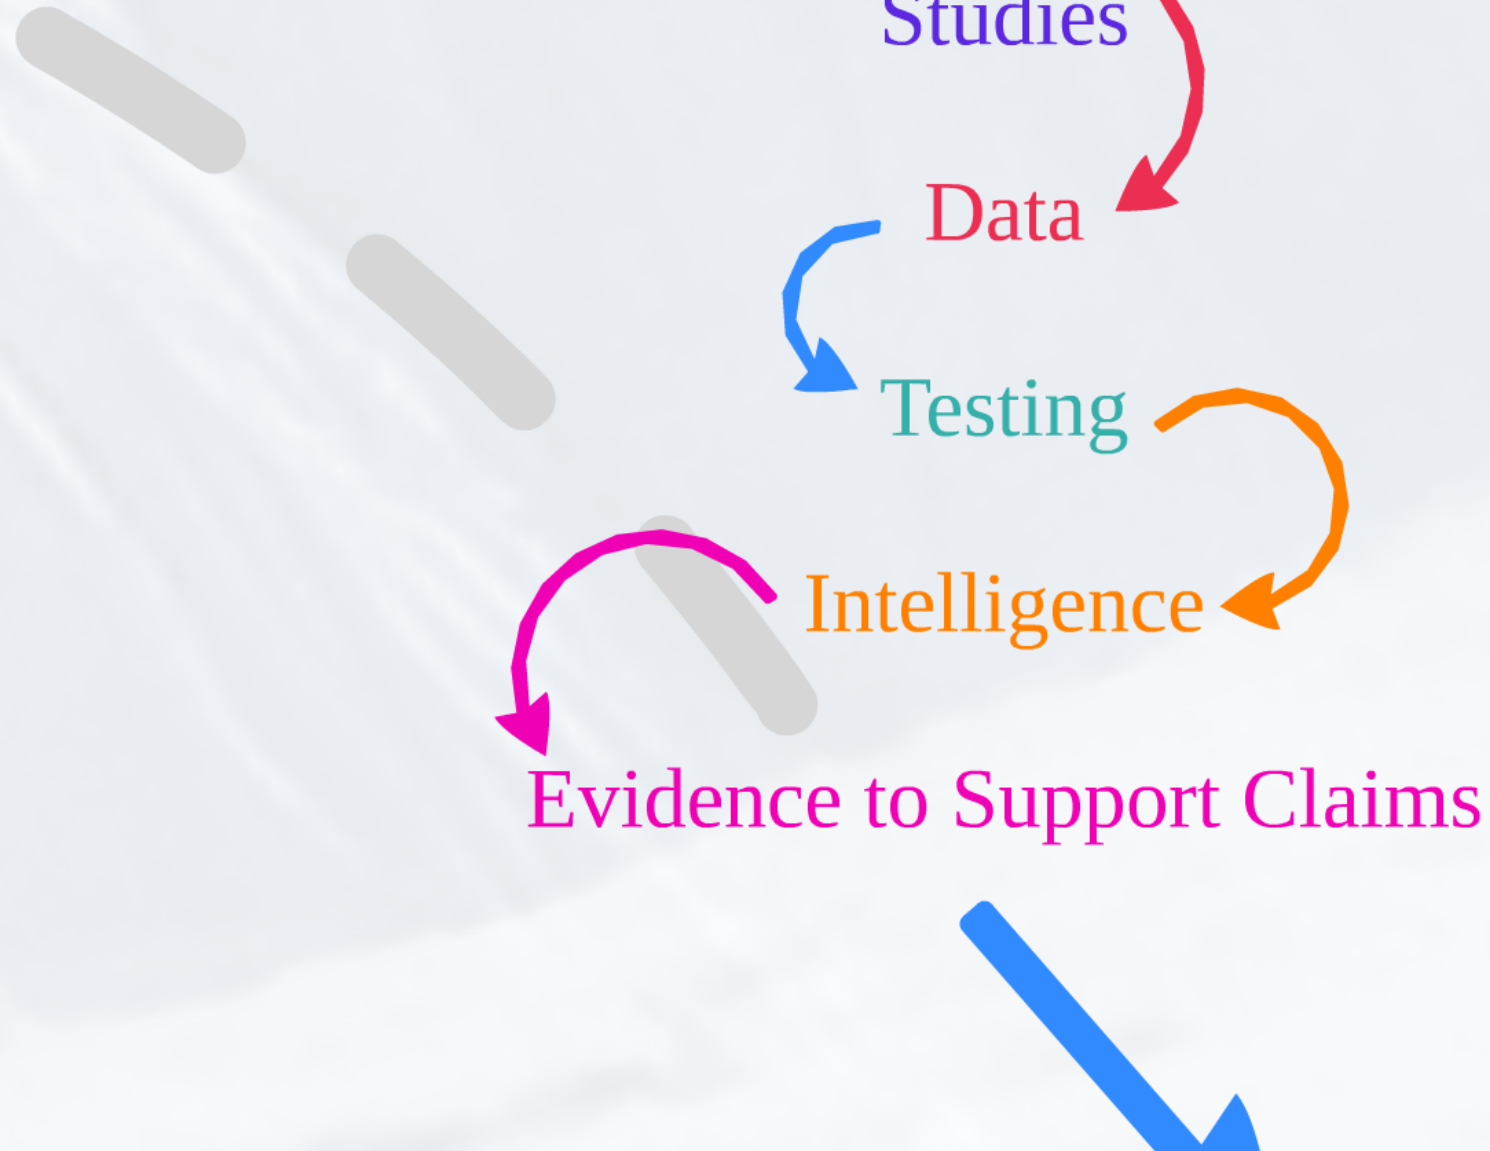 Studies
Data
Testing
Intelligence
Evidence to Support Claims